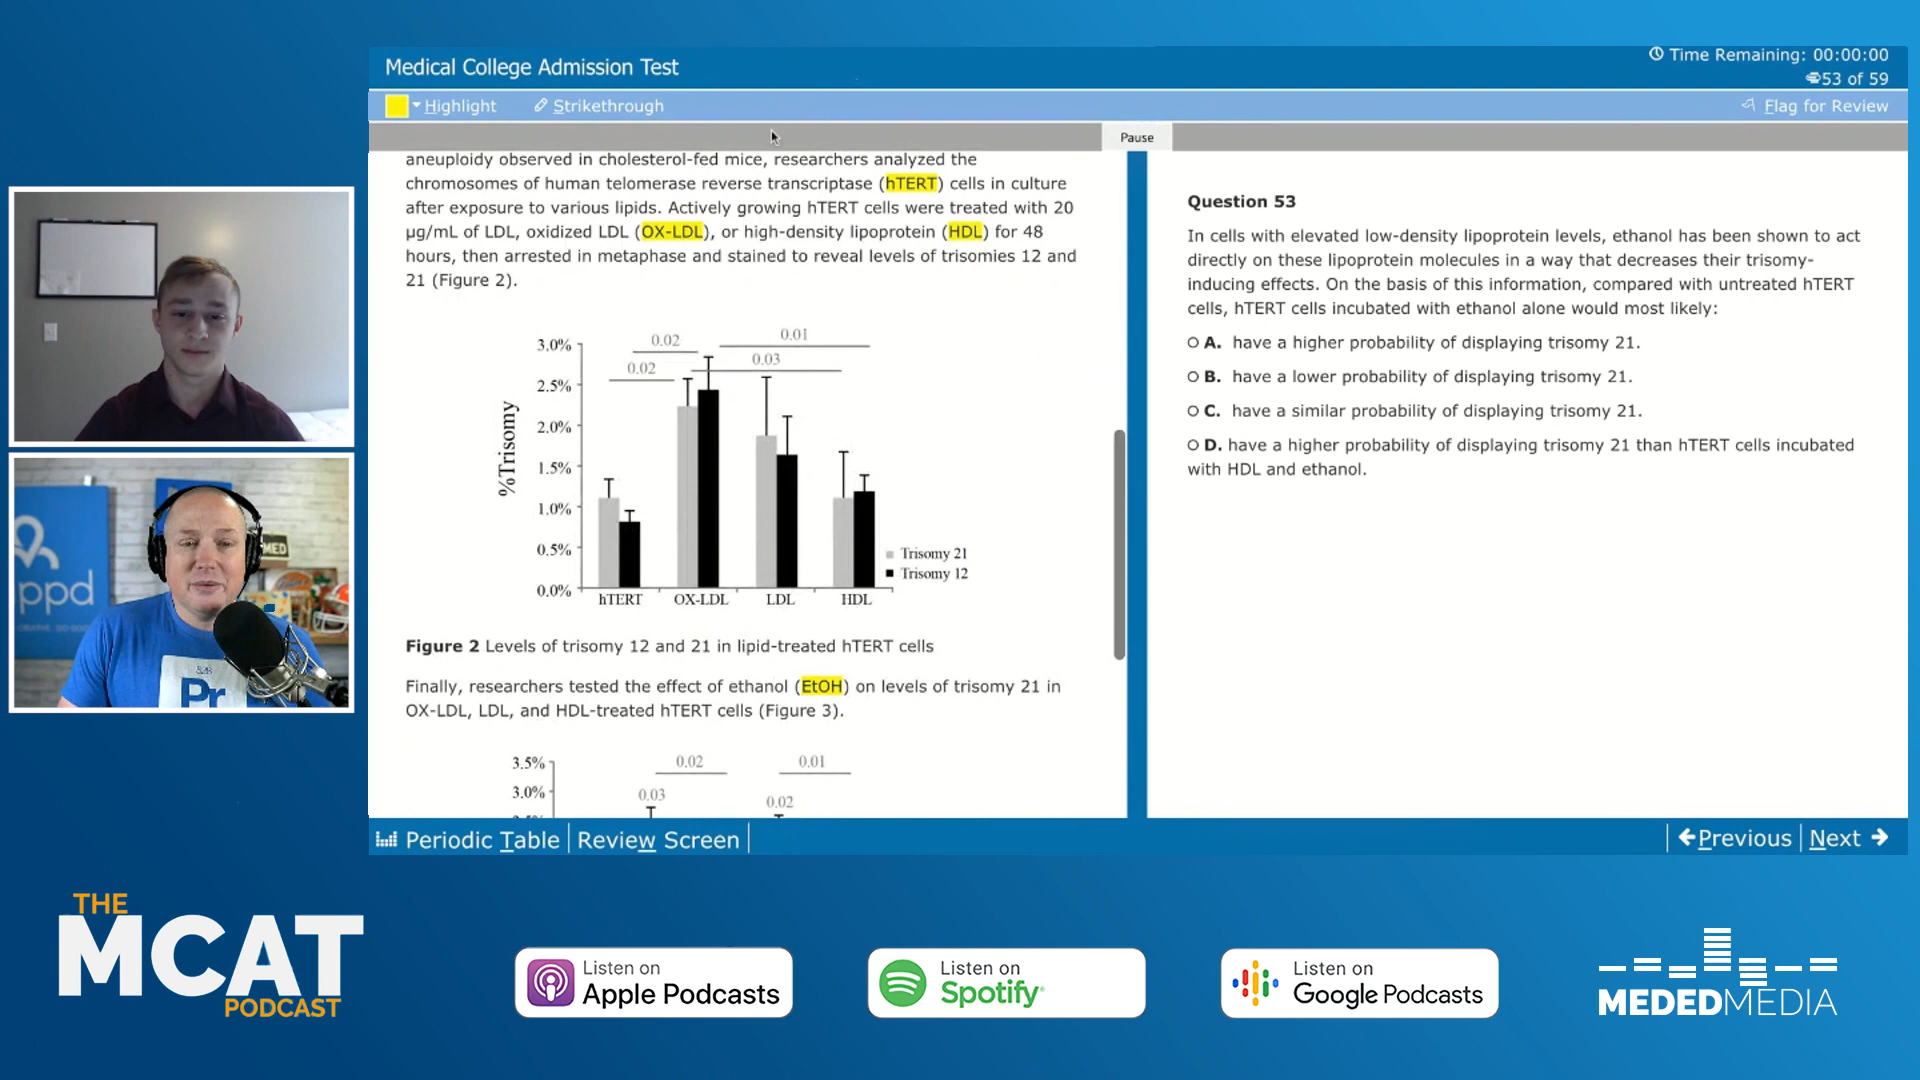 Medical College Admission Test
Time Remaining: 00:00:00
53 of 59
Highlight
Strikethrough
Flag for Review
Pause
aneuploidy observed in cholesterol-fed mice, researchers analyzed the
chromosomes of human telomerase reverse transcriptase (hTERT) cells in culture
after exposure to various lipids. Actively growing hTERT cells were treated with 20
μg/mL of LDL, oxidized LDL (OX-LDL), or high-density lipoprotein (HDL) for 48
hours, then arrested in metaphase and stained to reveal levels of trisomies 12 and
21 (Figure 2).
%Trisomy
3.0%
2.5%
2.0%
1.5%
1.0%
0.5%
0.0%
0.02
0.01
0.02
0.03
hTERT
OX-LDL
LDL
HDL
Trisomy 21
Trisomy 12
Figure 2 Levels of trisomy 12 and 21 in lipid-treated hTERT cells
Finally, researchers tested the effect of ethanol (EtOH) on levels of trisomy 21 in
OX-LDL, LDL, and HDL-treated hTERT cells (Figure 3).
3.5%
3.0%
0.02
0.01
0.03
0.02
Question 53
In cells with elevated low-density lipoprotein levels, ethanol has been shown to act
directly on these lipoprotein molecules in a way that decreases their trisomy-
inducing effects. On the basis of this information, compared with untreated hTERT
cells, hTERT cells incubated with ethanol alone would most likely:
A. have a higher probability of displaying trisomy 21.
B. have a lower probability of displaying trisomy 21.
C. have a similar probability of displaying trisomy 21.
D. have a higher probability of displaying trisomy 21 than hTERT cells incubated
with HDL and ethanol.
Periodic Table
Review Screen
Previous
Next
ppd
MED
Pr
THE
MCAT
PODCAST
Listen on
Apple Podcasts
Listen on
Spotify
Listen on
Google Podcasts
MEDEDMEDIA